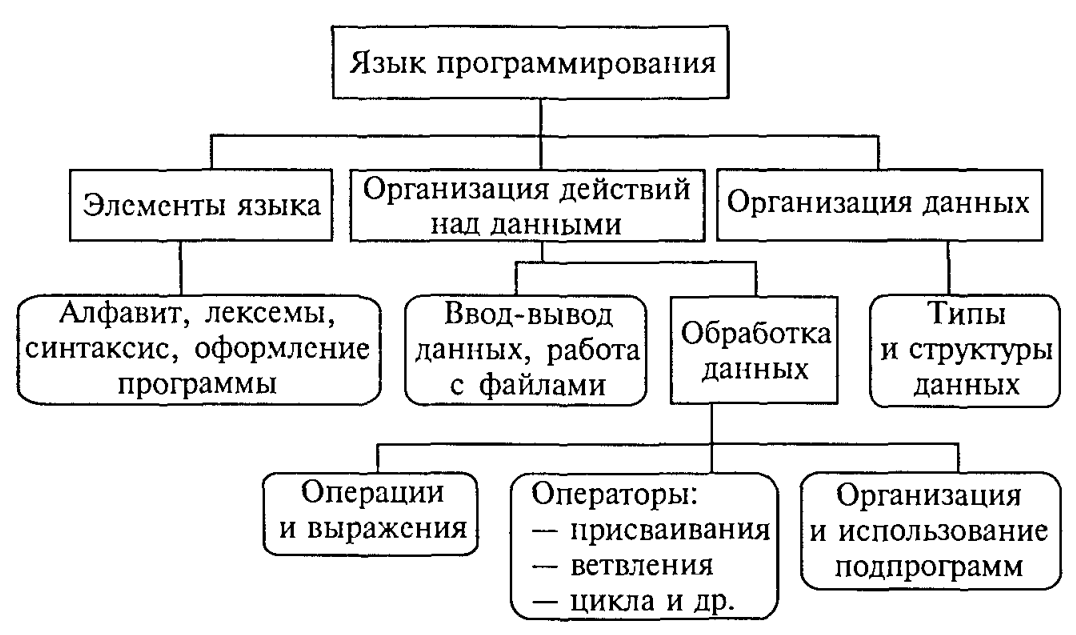 Язык программирования
Элементы языка
Организация действий
над данными
Организация данных
Алфавит, лексемы,
синтаксис, оформление
программы
Ввод-вывод
данных, работа
с файлами
Обработка
данных
Типы
и структуры
данных
Операции
и выражения
Операторы:
— присваивания
— ветвления
— цикла и др.
Организация
и использование
подпрограмм